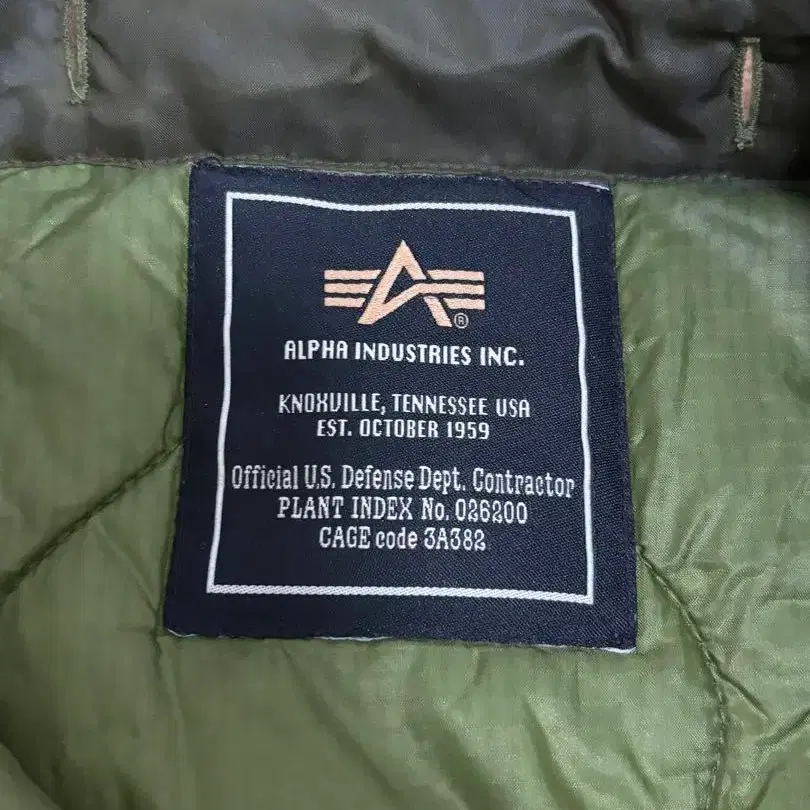 ®
ALPHA INDUSTRIES INC.
KNOXVILLE, TENNESSEE USA
EST. OCTOBER 1959
Official U.S. Defense Dept. Contractor
PLANT INDEX No. 026200
CAGE code 3A382